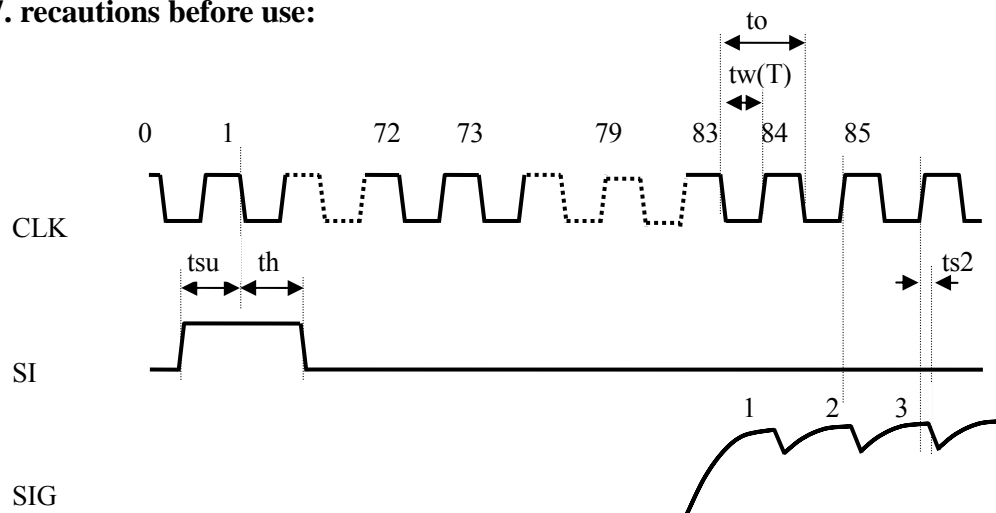 . recautions before use:
to
tw(T)
0 1 72 73 79 83 84 85
CLK
tsu th ts2
SI
1 2 3
SIG